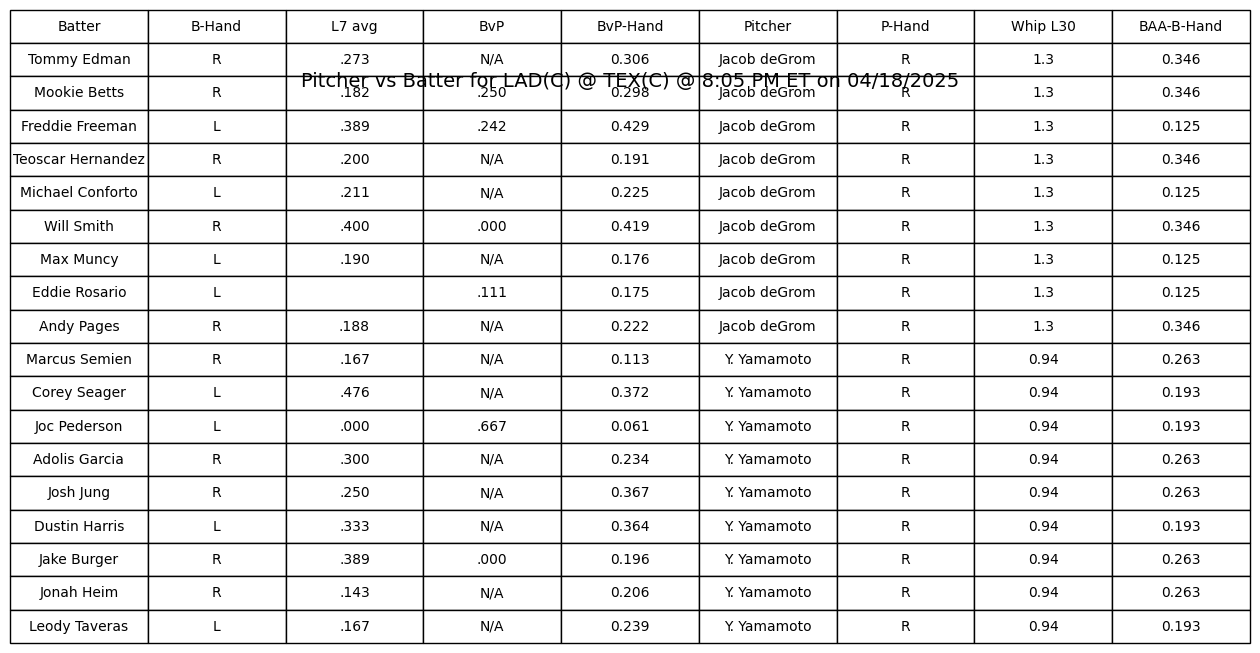 Batter B-Hand L7 avg BvP BvP-Hand Pitcher P-Hand Whip L30 BAA-B-Hand
Tommy Edman R .273 N/A 0.306 Jacob deGrom R 1.3 0.346
Pitcher vs Batter for LAD(C) @ TEX(C) @ 8:05 PM ET on 04/18/2025
Mookie Betts R .182 .250 0.298 Jacob deGrom R 1.3 0.346
Freddie Freeman L .389 .242 0.429 Jacob deGrom R 1.3 0.125
Teoscar Hernandez R .200 N/A 0.191 Jacob deGrom R 1.3 0.346
Michael Conforto L .211 N/A 0.225 Jacob deGrom R 1.3 0.125
Will Smith R .400 .000 0.419 Jacob deGrom R 1.3 0.346
Max Muncy L .190 N/A 0.176 Jacob deGrom R 1.3 0.125
Eddie Rosario L .111 0.175 Jacob deGrom R 1.3 0.125
Andy Pages R .188 N/A 0.222 Jacob deGrom R 1.3 0.346
Marcus Semien R .167 N/A 0.113 Y. Yamamoto R 0.94 0.263
Corey Seager L .476 N/A 0.372 Y. Yamamoto R 0.94 0.193
Joc Pederson L .000 .667 0.061 Y. Yamamoto R 0.94 0.193
Adolis Garcia R .300 N/A 0.234 Y. Yamamoto R 0.94 0.263
Josh Jung R .250 N/A 0.367 Y. Yamamoto R 0.94 0.263
Dustin Harris L .333 N/A 0.364 Y. Yamamoto R 0.94 0.193
Jake Burger R .389 .000 0.196 Y. Yamamoto R 0.94 0.263
Jonah Heim R .143 N/A 0.206 Y. Yamamoto R 0.94 0.263
Leody Taveras L .167 N/A 0.239 Y. Yamamoto R 0.94 0.193